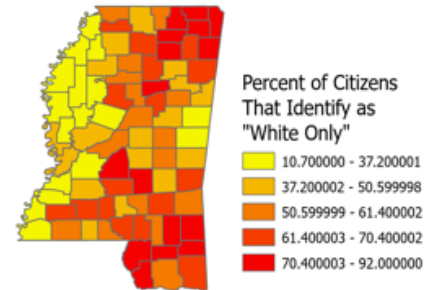 Percent of Citizens
That Identify as
"White Only"
10.700000 - 37.200001
37.200002 - 50.599998
50.599999 - 61.400002
61.400003 - 70.400002
70.400003 - 92.000000